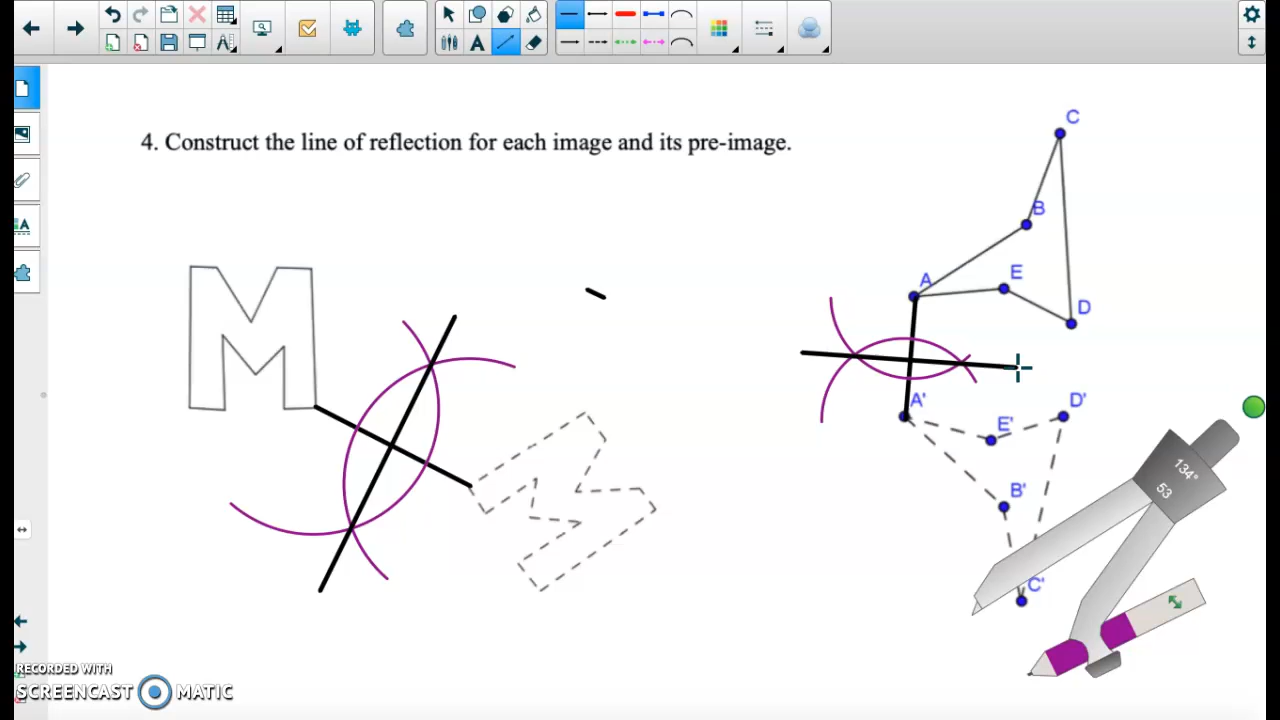 4. Construct the line of reflection for each image and its pre-image.
C
B
A
E
D
A'
D'
E'
B'
C'
134°
53
RECORDED WITH
SCREENCAST MATIC